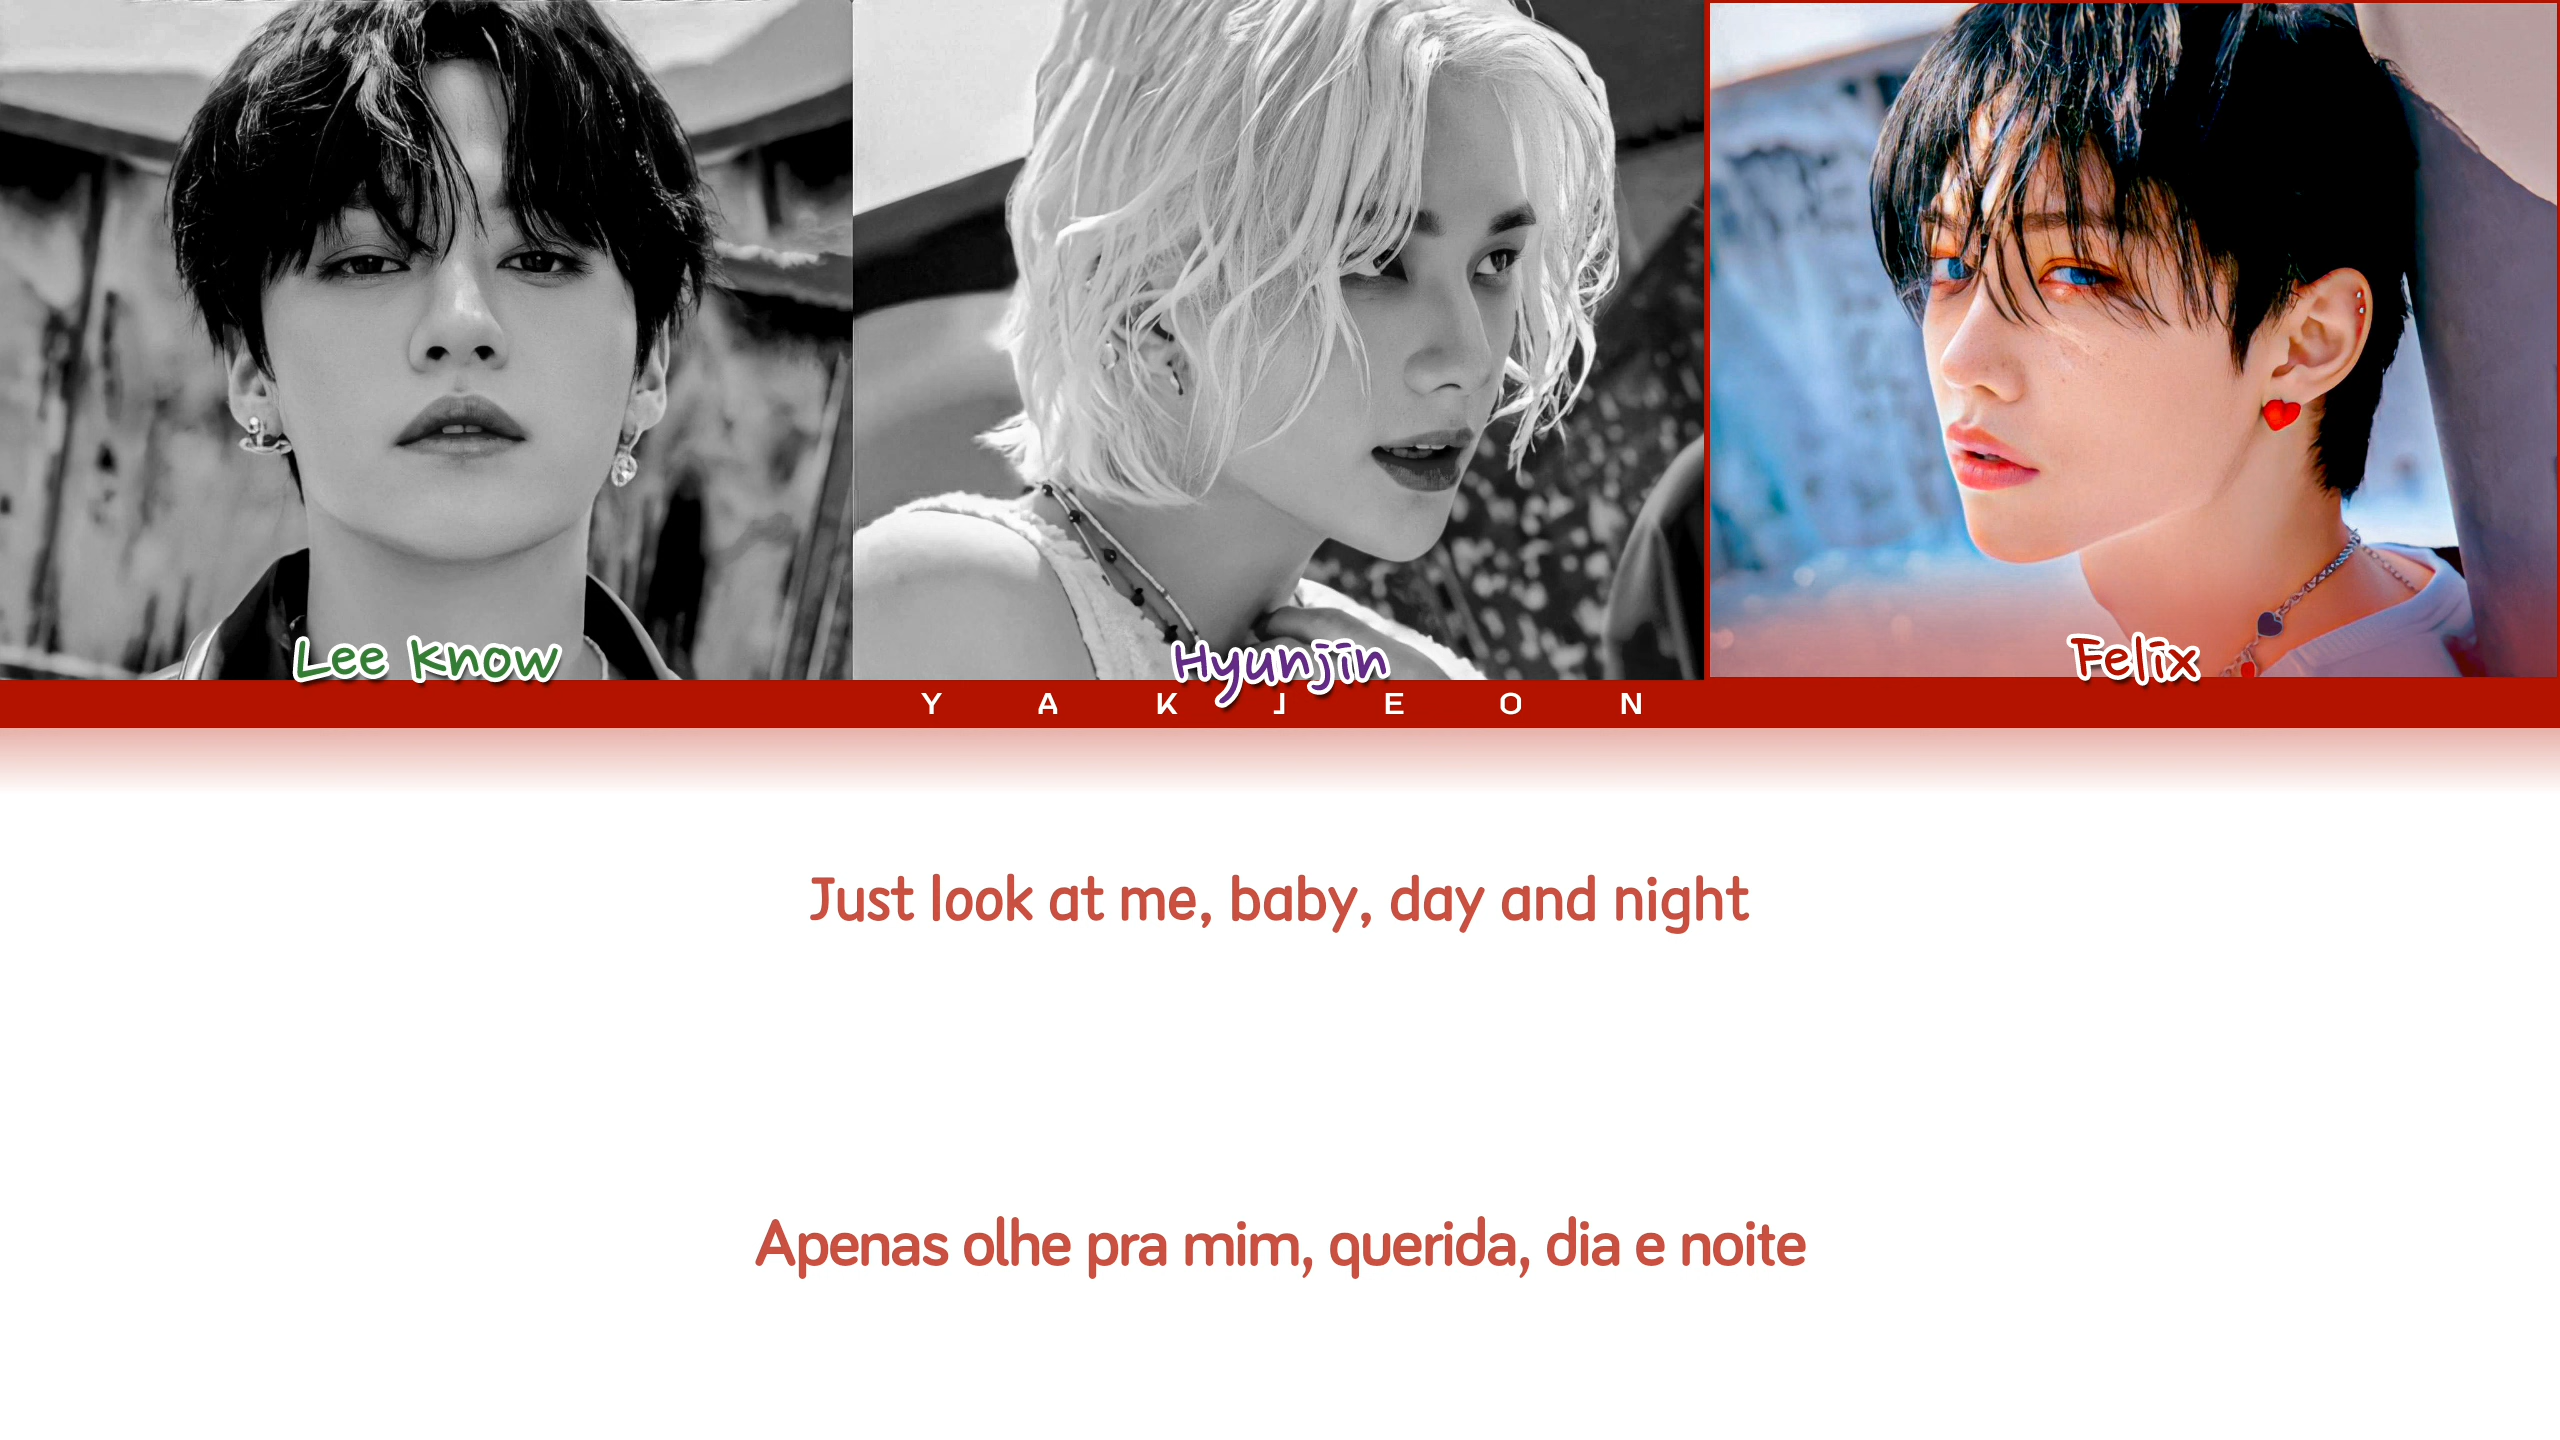 Lee Know
Hyunjin
Felix
YAKJEON
Just look at me, baby, day and night
Apenas olhe pra mim, querida, dia e noite